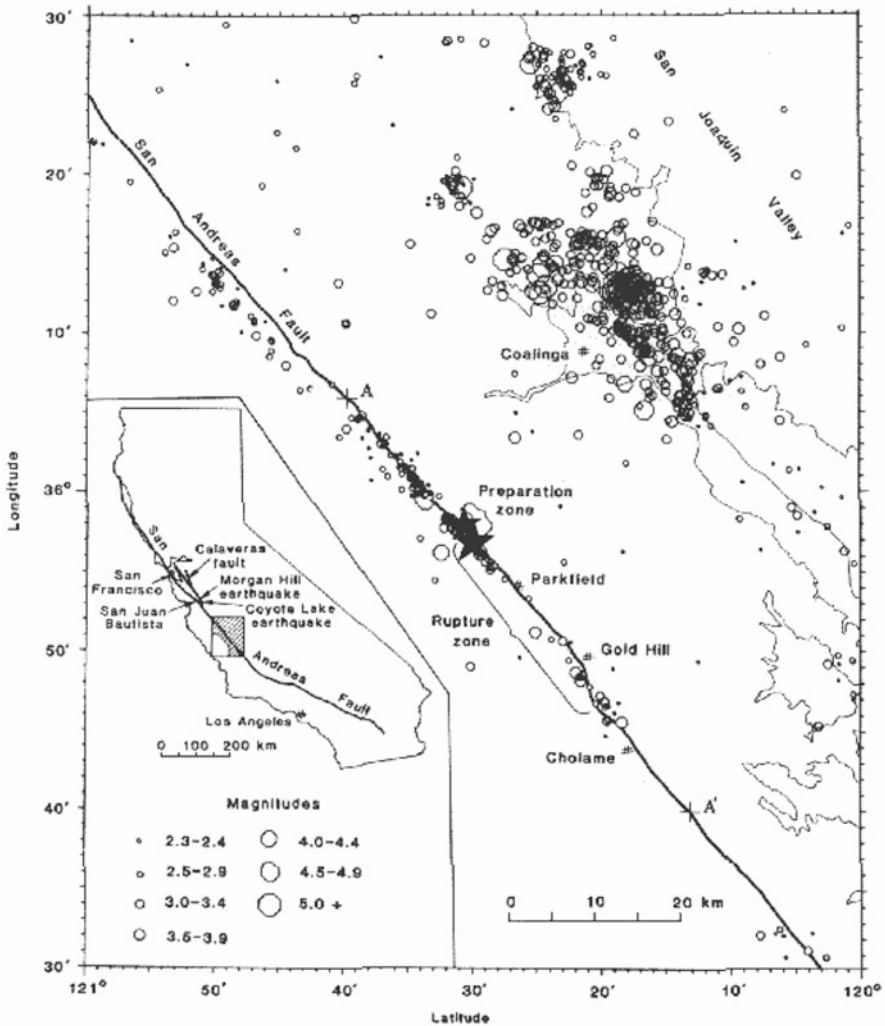 30′
20′
10′
36°
50′
40′
30′
Longitude
121°
50′
40′
30′
20′
10′
120°
Latitude
San
Joaquin
Valley
San
Andreas
Fault
Coalinga
A
Preparation
zone
Parkfield
Rupture
zone
Gold Hill
Cholame
A'
San
Calaveras
fault
San
Francisco
Morgan Hill
earthquake
San Juan
Bautista
Coyote Lake
earthquake
Andreas
Fault
Los Angeles
0 100 200 km
Magnitudes
2.3-2.4
2.5-2.9
3.0-3.4
3.5-3.9
4.0-4.4
4.5-4.9
5.0 +
0 10 20 km